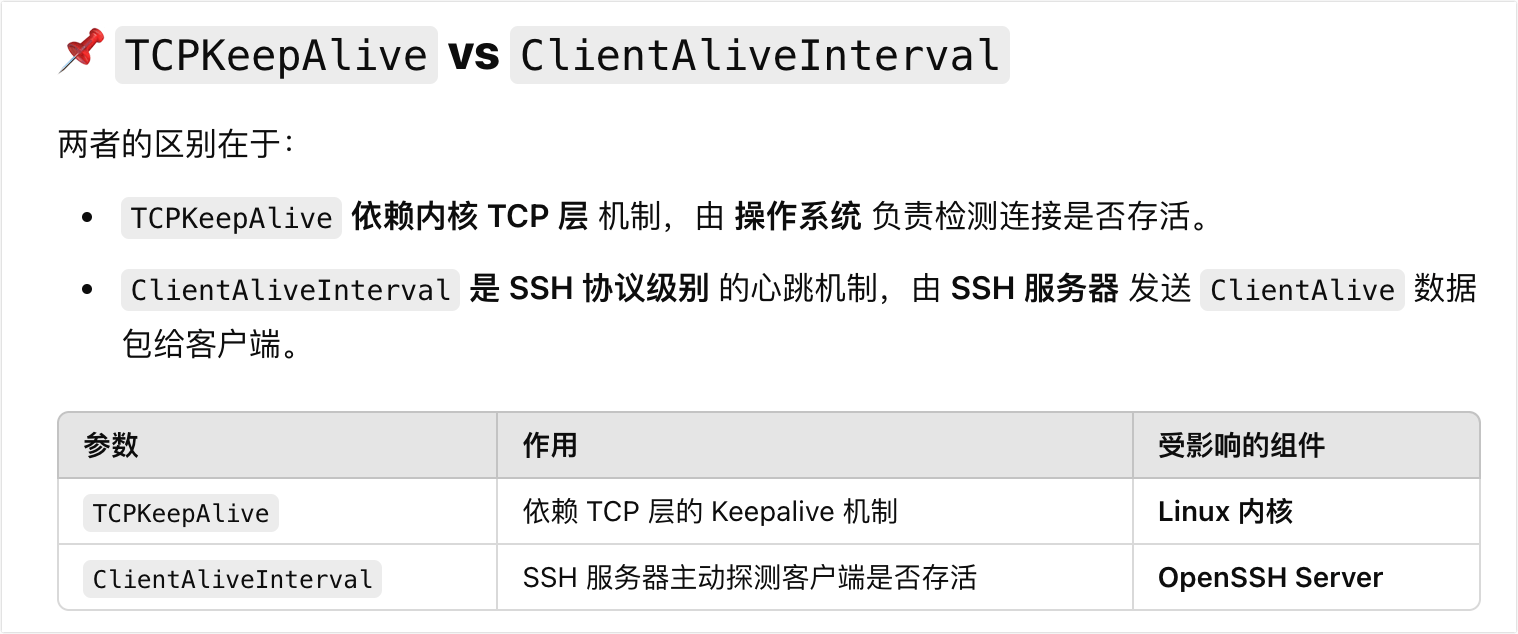 📌 TCPKeepAlive vs ClientAliveInterval
两者的区别在于：
• TCPKeepAlive 依赖内核 TCP 层 机制，由 操作系统 负责检测连接是否存活。
• ClientAliveInterval 是 SSH 协议级别 的心跳机制，由 SSH 服务器 发送 ClientAlive 数据
包给客户端。
参数 作用 受影响的组件
TCPKeepAlive 依赖 TCP 层的 Keepalive 机制 Linux 内核
ClientAliveInterval SSH 服务器主动探测客户端是否存活 OpenSSH Server